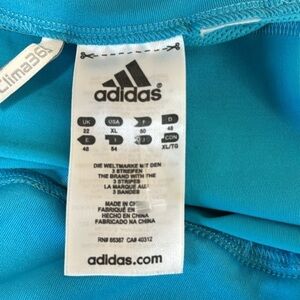 Clima365
adidas
UK USA F D
22 XL 50 48
E I J CON
48 54 XL/TG
DIE WELTMARKE MIT DEN
3 STREIFEN
THE BRAND WITH THE
3 STRIPES
LA MARQUE AUX
3 BANDES
MADE IN CHINA
FABRIQUÉ EN
HECHO EN CHINA
FABRICADO NA CHINA
RN# 88387 CA# 40312
adidas.com